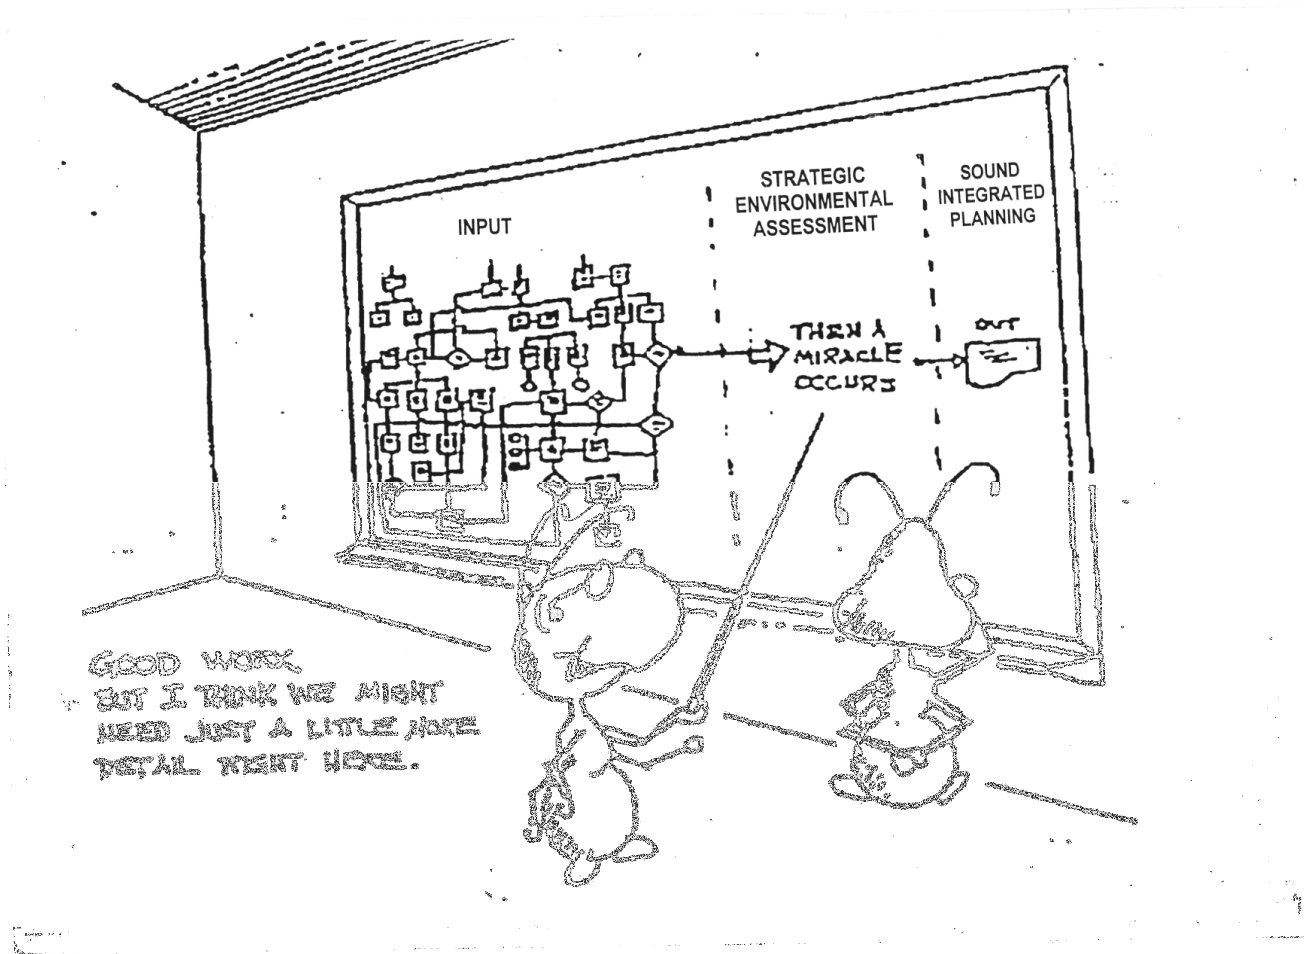 INPUT
STRATEGIC
ENVIRONMENTAL
ASSESSMENT
SOUND
INTEGRATED
PLANNING
THEN A
MIRACLE
OCCURS
OUT
GOOD WORK
BUT I THINK WE MIGHT
NEED JUST A LITTLE MORE
DETAIL RIGHT HERE.